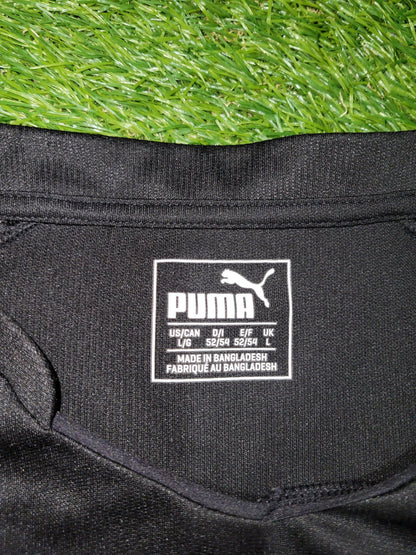 PUMA
US/CAN D/I E/F UK
L/G 52/54 52/54 L
MADE IN BANGLADESH
FABRIQUÉ AU BANGLADESH